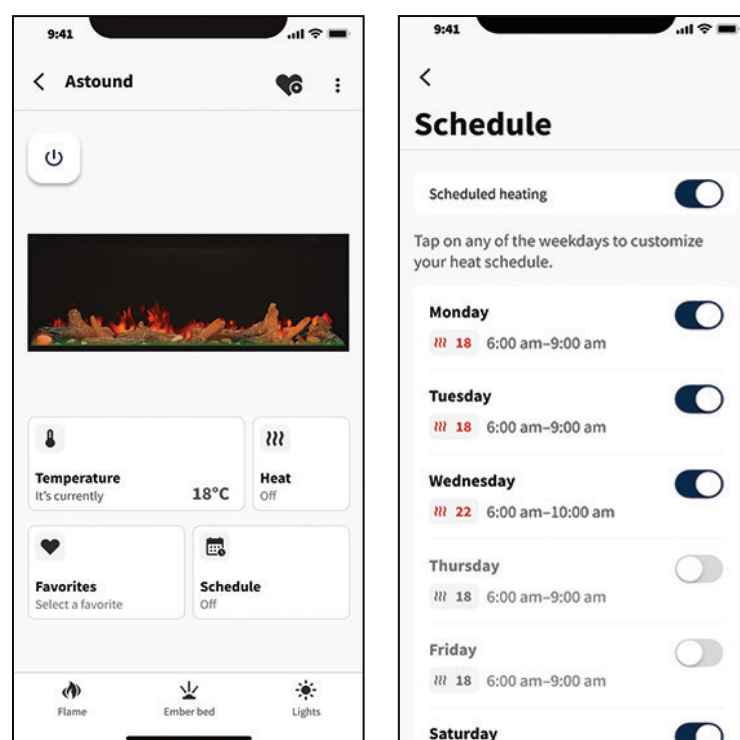 9:41
Astound
Temperature
It's currently
18°C
Heat
Off
Favorites
Select a favorite
Schedule
Off
Flame
Ember bed
Lights
9:41
Schedule
Scheduled heating
Tap on any of the weekdays to customize
your heat schedule.
Monday
18 6:00 am–9:00 am
Tuesday
18 6:00 am–9:00 am
Wednesday
22 6:00 am–10:00 am
Thursday
18 6:00 am–9:00 am
Friday
18 6:00 am–9:00 am
Saturday